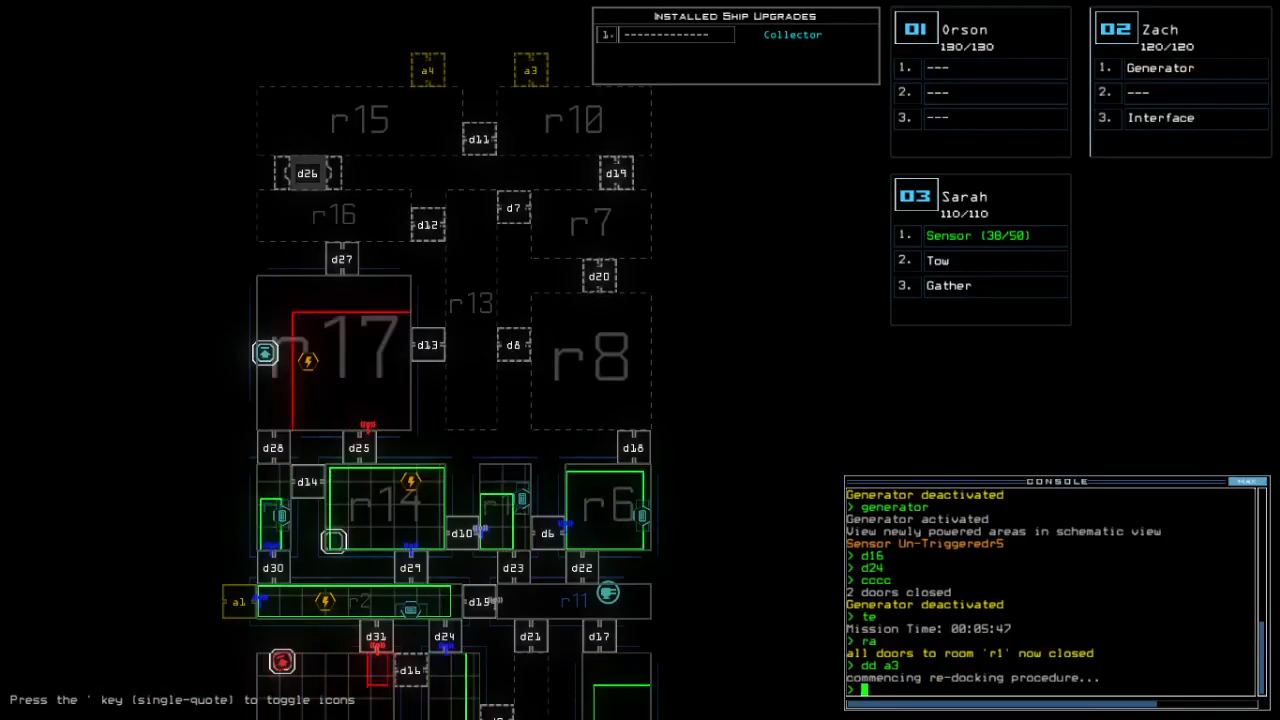 Installed Ship Upgrades
1. ------------- Collector
01 Orson
130/130
1. ---
2. ---
3. ---
02 Zach
120/120
1. Generator
2. ---
3. Interface
03 Sarah
110/110
1. Sensor (38/50)
2. Tow
3. Gather
a4
a3
r15
r10
d11
d26
d19
r16
d12
d7
r7
d27
d20
r13
r17
d13
d8
r8
d28
d25
d18
d14
r14
r6
d10
d6
d30
d29
d23
d22
a1
r2
d15
r11
d31
d24
d21
d17
d16
CONSOLE
MAX
Generator deactivated
> generator
Generator activated
View newly powered areas in schematic view
Sensor Un-Triggeredr5
> d16
> d24
> cccc
2 doors closed
Generator deactivated
> te
Mission Time: 00:05:47
> ra
all doors to room 'r1' now closed
> dd a3
commencing re-docking procedure...
>
Press the ' key (single-quote) to toggle icons